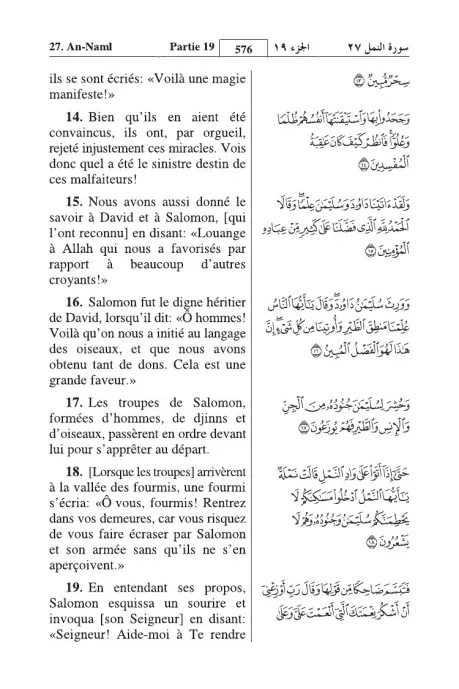 27. An-Naml Partie 19 576 الجزء ١٩ سورة النمل ٢٧
ils se sont écriés: «Voilà une magie
manifeste!»
14. Bien qu’ils en aient été
convaincus, ils ont, par orgueil,
rejeté injustement ces miracles. Vois
donc quel a été le sinistre destin de
ces malfaiteurs!
15. Nous avons aussi donné le
savoir à David et à Salomon, [qui
l’ont reconnu] en disant: «Louange
à Allah qui nous a favorisés par
rapport à beaucoup d’autres
croyants!»
16. Salomon fut le digne héritier
de David, lorsqu’il dit: «Ô hommes!
Voilà qu’on nous a initié au langage
des oiseaux, et que nous avons
obtenu tant de dons. Cela est une
grande faveur.»
17. Les troupes de Salomon,
formées d’hommes, de djinns et
d’oiseaux, passèrent en ordre devant
lui pour s’apprêter au départ.
18. [Lorsque les troupes] arrivèrent
à la vallée des fourmis, une fourmi
s’écria: «Ô vous, fourmis! Rentrez
dans vos demeures, car vous risquez
de vous faire écraser par Salomon
et son armée sans qu’ils ne s’en
aperçoivent.»
19. En entendant ses propos,
Salomon esquissa un sourire et
invoqua [son Seigneur] en disant:
«Seigneur! Aide-moi à Te rendre
سِحْرٌ مُّبِينٌ ١٣
وَجَحَدُوا۟ بِهَا وَٱسْتَيْقَنَتْهَآ أَنفُسُهُمْ ظُلْمًا
وَعُلُوًّا ۚ فَٱنظُرْ كَيْفَ كَانَ عَٰقِبَةُ
ٱلْمُفْسِدِينَ ١٤
وَلَقَدْ ءَاتَيْنَا دَاوُۥدَ وَسُلَيْمَٰنَ عِلْمًا ۖ وَقَالَا
ٱلْحَمْدُ لِلَّهِ ٱلَّذِى فَضَّلَنَا عَلَىٰ كَثِيرٍ مِّنْ عِبَادِهِ
ٱلْمُؤْمِنِينَ ١٥
وَوَرِثَ سُلَيْمَٰنُ دَاوُۥدَ ۖ وَقَالَ يَٰٓأَيُّهَا ٱلنَّاسُ
عُلِّمْنَا مَنطِقَ ٱلطَّيْرِ وَأُوتِينَا مِن كُلِّ شَىْءٍ ۖ إِنَّ
هَٰذَا لَهُوَ ٱلْفَضْلُ ٱلْمُبِينُ ١٦
وَحُشِرَ لِسُلَيْمَٰنَ جُنُودُهُۥ مِنَ ٱلْجِنِّ
وَٱلْإِنسِ وَٱلطَّيْرِ فَهُمْ يُوزَعُونَ ١٧
حَتَّىٰٓ إِذَآ أَتَوْا۟ عَلَىٰ وَادِ ٱلنَّمْلِ قَالَتْ نَمْلَةٌ
يَٰٓأَيُّهَا ٱلنَّمْلُ ٱدْخُلُوا۟ مَسَٰكِنَكُمْ لَا
يَحْطِمَنَّكُمْ سُلَيْمَٰنُ وَجُنُودُهُۥ وَهُمْ لَا
يَشْعُرُونَ ١٨
فَتَبَسَّمَ ضَاحِكًا مِّن قَوْلِهَا وَقَالَ رَبِّ أَوْزِعْنِىٓ
أَنْ أَشْكُرَ نِعْمَتَكَ ٱلَّتِىٓ أَنْعَمْتَ عَلَىَّ وَعَلَىٰ